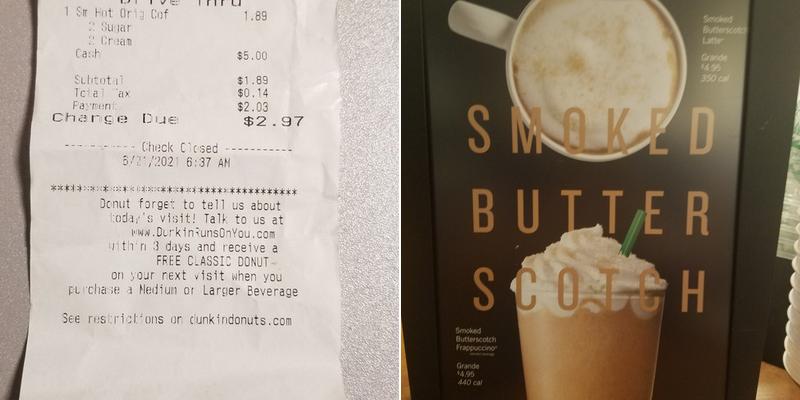 Drive Thru
1 Sm Hot Orig Cof 1.89
2 Sugar
2 Cream
Cash $5.00
Subtotal $1.89
Total Tax $0.14
Payment $2.03
Change Due $2.97
------------ Check Closed ------------
6/21/2021 6:37 AM
****************************************
Donut forget to tell us about
today's visit! Talk to us at
www.DunkinRunsOnYou.com
within 3 days and receive a
FREE CLASSIC DONUT
on your next visit when you
purchase a Medium or Larger Beverage
See restrictions on dunkindonuts.com
Smoked
Butterscotch
Latte
Grande
$4.95
350 cal
SMOKED
BUTTER
SCOTCH
Smoked
Butterscotch
Frappuccino®
Grande
$4.95
440 cal